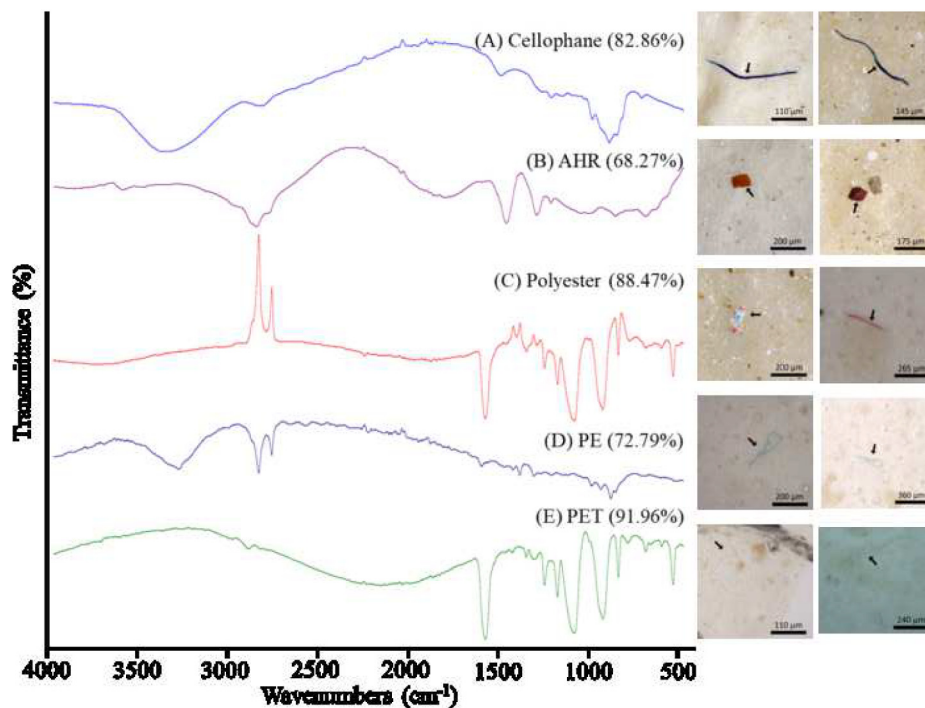 (A) Cellophane (82.86%)
(B) AHR (68.27%)
(C) Polyester (88.47%)
(D) PE (72.79%)
(E) PET (91.96%)
Transmittance (%)
4000 3500 3000 2500 2000 1500 1000 500
Wavenumbers (cm⁻¹)
110 µm
145 µm
200 µm
175 µm
200 µm
265 µm
200 µm
360 µm
110 µm
240 µm